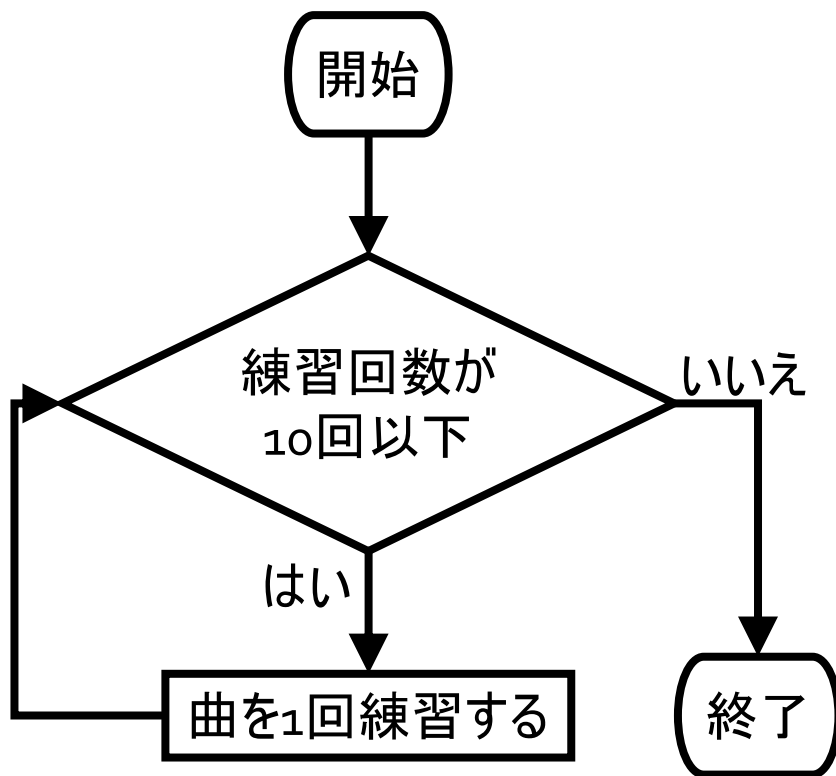 開始
練習回数が
10回以下
いいえ
はい
曲を1回練習する
終了